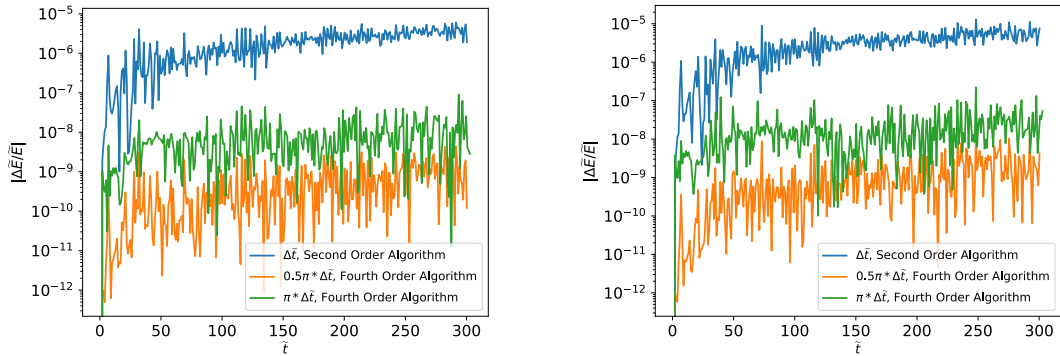 |ΔẼ/Ẽ|
10⁻⁵
10⁻⁶
10⁻⁷
10⁻⁸
10⁻⁹
10⁻¹⁰
10⁻¹¹
10⁻¹²
Δt̃, Second Order Algorithm
0.5π * Δt̃, Fourth Order Algorithm
π * Δt̃, Fourth Order Algorithm
0 50 100 150 200 250 300
t̃
|ΔẼ/Ẽ|
10⁻⁵
10⁻⁶
10⁻⁷
10⁻⁸
10⁻⁹
10⁻¹⁰
10⁻¹¹
10⁻¹²
Δt̃, Second Order Algorithm
0.5π * Δt̃, Fourth Order Algorithm
π * Δt̃, Fourth Order Algorithm
0 50 100 150 200 250 300
t̃